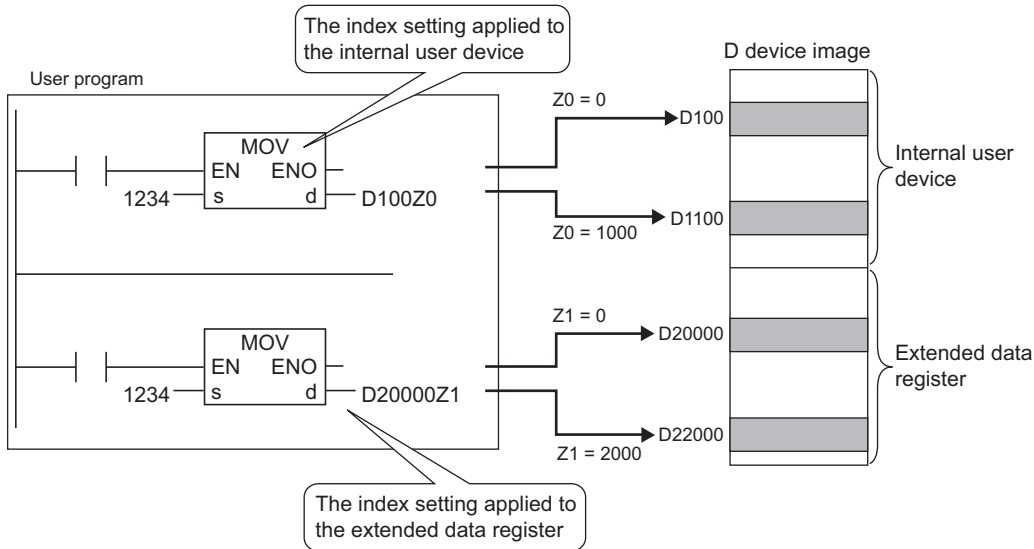 The index setting applied to
the internal user device
User program
MOV
EN ENO
1234 s d D100Z0
MOV
EN ENO
1234 s d D20000Z1
The index setting applied to
the extended data register
Z0 = 0
Z0 = 1000
Z1 = 0
Z1 = 2000
D device image
D100
D1100
D20000
D22000
Internal user
device
Extended data
register